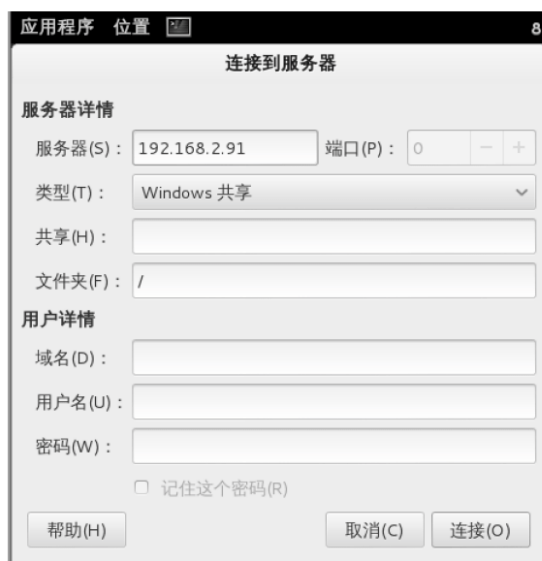 应用程序 位置 8
连接到服务器
服务器详情
服务器(S)： 192.168.2.91 端口(P)： 0 − +
类型(T)： Windows 共享
共享(H)：
文件夹(F)： /
用户详情
域名(D)：
用户名(U)：
密码(W)：
记住这个密码(R)
帮助(H) 取消(C) 连接(O)